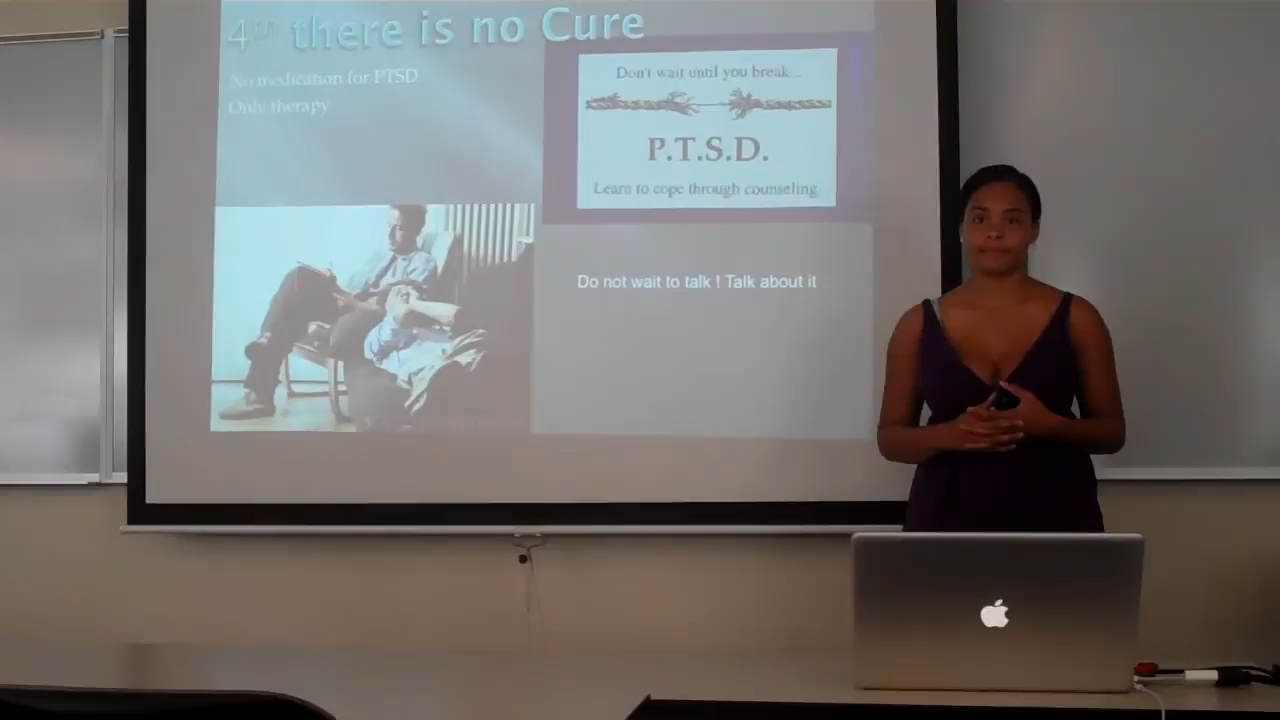 4th there is no Cure
No medication for PTSD
Only therapy
Don't wait until you break...
P.T.S.D.
Learn to cope through counseling.
Do not wait to talk ! Talk about it